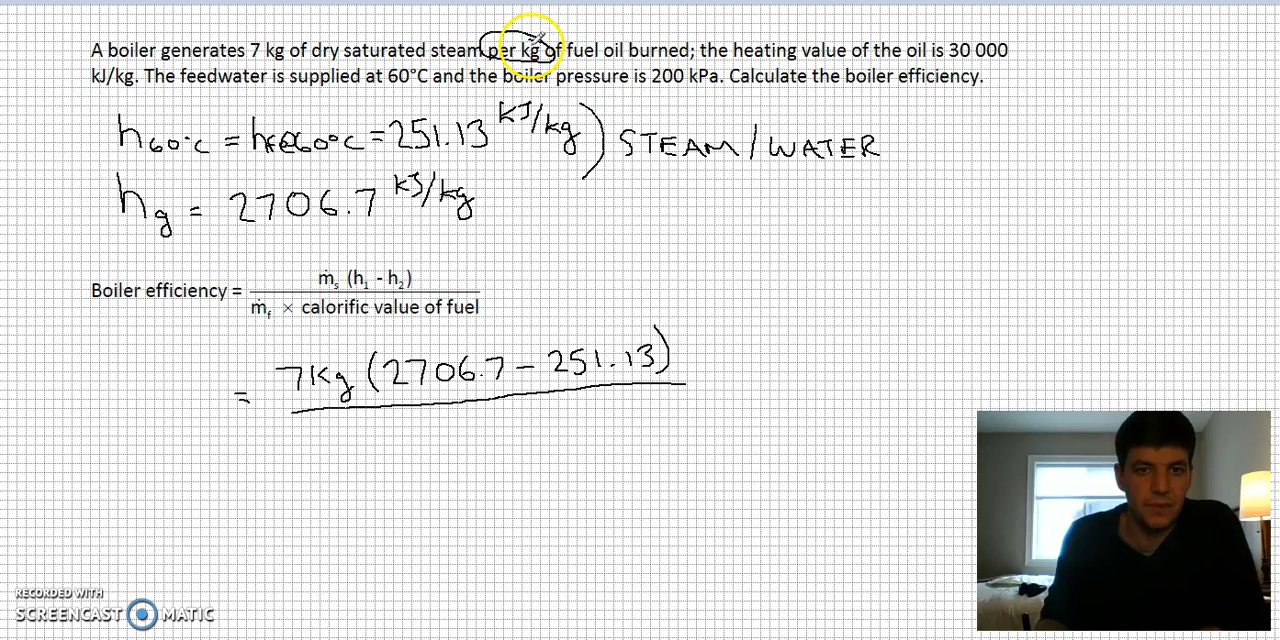 A boiler generates 7 kg of dry saturated steam per kg of fuel oil burned; the heating value of the oil is 30 000
kJ/kg. The feedwater is supplied at 60°C and the boiler pressure is 200 kPa. Calculate the boiler efficiency.
h60°C = hf@60°C = 251.13 kJ/kg) STEAM/WATER
hg = 2706.7 kJ/kg
Boiler efficiency = ṁs (h1 - h2)
ṁf × calorific value of fuel
= 7Kg (2706.7 - 251.13)
RECORDED WITH
SCREENCAST MATIC